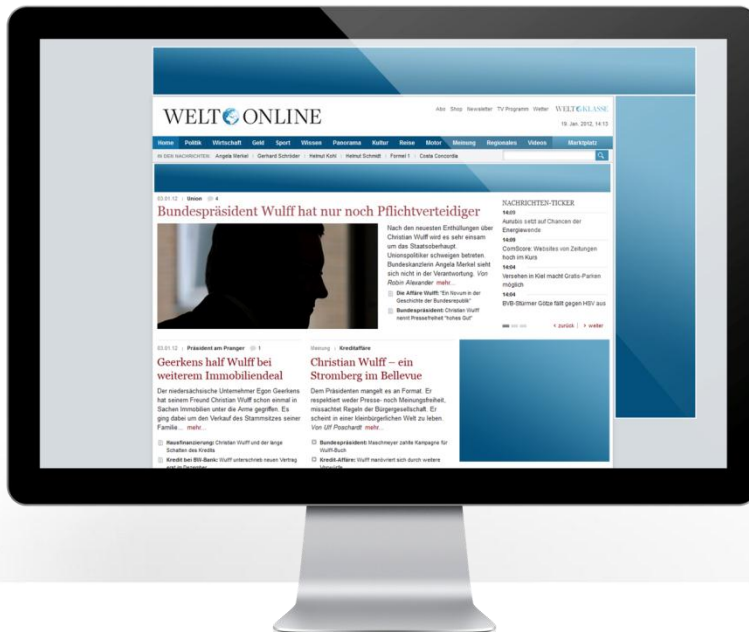 WELT ONLINE
Abo Shop Newsletter TV Programm Wetter WELT KLASSE
19. Jan. 2012, 14:13
Home Politik Wirtschaft Geld Sport Wissen Panorama Kultur Reise Motor Meinung Regionales Videos Marktplatz
IN DEN NACHRICHTEN: Angela Merkel | Gerhard Schröder | Helmut Kohl | Helmut Schmidt | Formel 1 | Costa Concordia
03.01.12 | Union 4
Bundespräsident Wulff hat nur noch Pflichtverteidiger
Nach den neuesten Enthüllungen über
Christian Wulff wird es sehr einsam
um das Staatsoberhaupt.
Unionspolitiker schweigen betreten.
Bundeskanzlerin Angela Merkel sieht
sich nicht in der Verantwortung. Von
Robin Alexander mehr...
Die Affäre Wulff: "Ein Novum in der
Geschichte der Bundesrepublik"
Bundespräsident: Christian Wulff
nennt Pressefreiheit "hohes Gut"
NACHRICHTEN-TICKER
14:09
Aurubis setzt auf Chancen der
Energiewende
14:09
ComScore: Websites von Zeitungen
hoch im Kurs
14:04
Versehen in Kiel macht Gratis-Parken
möglich
14:04
BVB-Stürmer Götze fällt gegen HSV aus
zurück | weiter
03.01.12 | Präsident am Pranger 1
Geerkens half Wulff bei
weiterem Immobiliendeal
Der niedersächsische Unternehmer Egon Geerkens
hat seinem Freund Christian Wulff schon einmal in
Sachen Immobilien unter die Arme gegriffen. Es
ging dabei um den Verkauf des Stammsitzes seiner
Familie... mehr...
Hausfinanzierung: Christian Wulff und der lange
Schatten des Kredits
Kredit bei BW-Bank: Wulff unterschrieb neuen Vertrag
erst im Dezember
Meinung | Kreditaffäre
Christian Wulff – ein
Stromberg im Bellevue
Dem Präsidenten mangelt es an Format. Er
respektiert weder Presse- noch Meinungsfreiheit,
missachtet Regeln der Bürgergesellschaft. Er
scheint in einer kleinbürgerlichen Welt zu leben.
Von Ulf Poschardt mehr...
Bundespräsident: Maschmeyer zahlte Kampagne für
Wulff-Buch
Kredit-Affäre: Wulff manövriert sich durch weitere